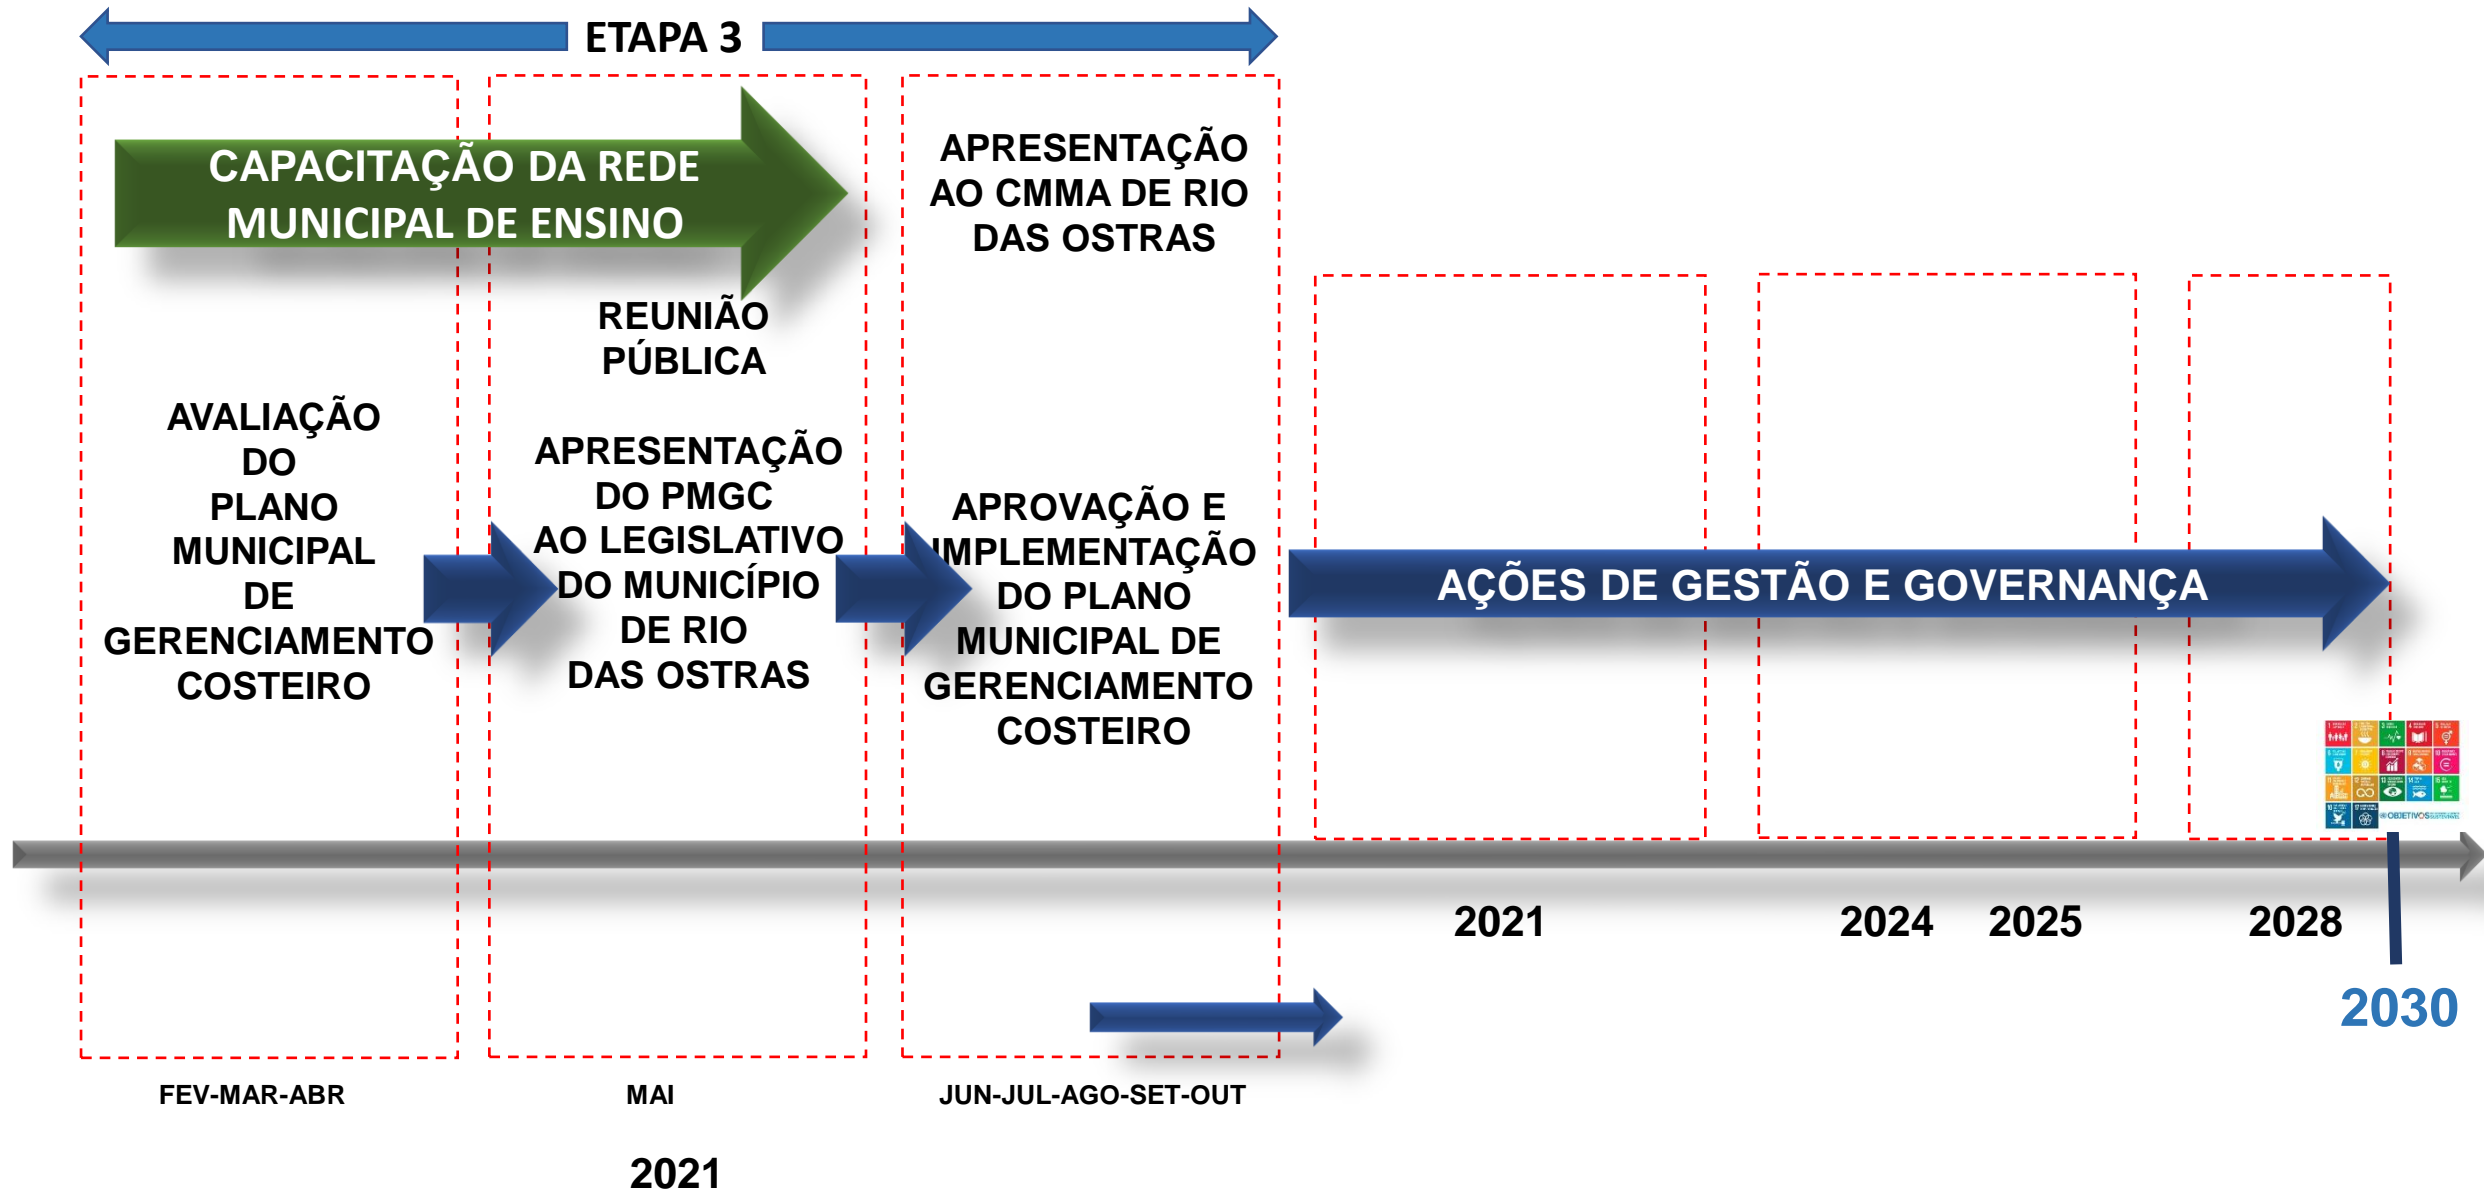 ETAPA 3
CAPACITAÇÃO DA REDE
MUNICIPAL DE ENSINO
AVALIAÇÃO
DO
PLANO
MUNICIPAL
DE
GERENCIAMENTO
COSTEIRO
REUNIÃO
PÚBLICA
APRESENTAÇÃO
DO PMGC
AO LEGISLATIVO
DO MUNICÍPIO
DE RIO
DAS OSTRAS
APRESENTAÇÃO
AO CMMA DE RIO
DAS OSTRAS
APROVAÇÃO E
IMPLEMENTAÇÃO
DO PLANO
MUNICIPAL DE
GERENCIAMENTO
COSTEIRO
AÇÕES DE GESTÃO E GOVERNANÇA
OBJETIVOS
2021
2024
2025
2028
2030
FEV-MAR-ABR
MAI
JUN-JUL-AGO-SET-OUT
2021